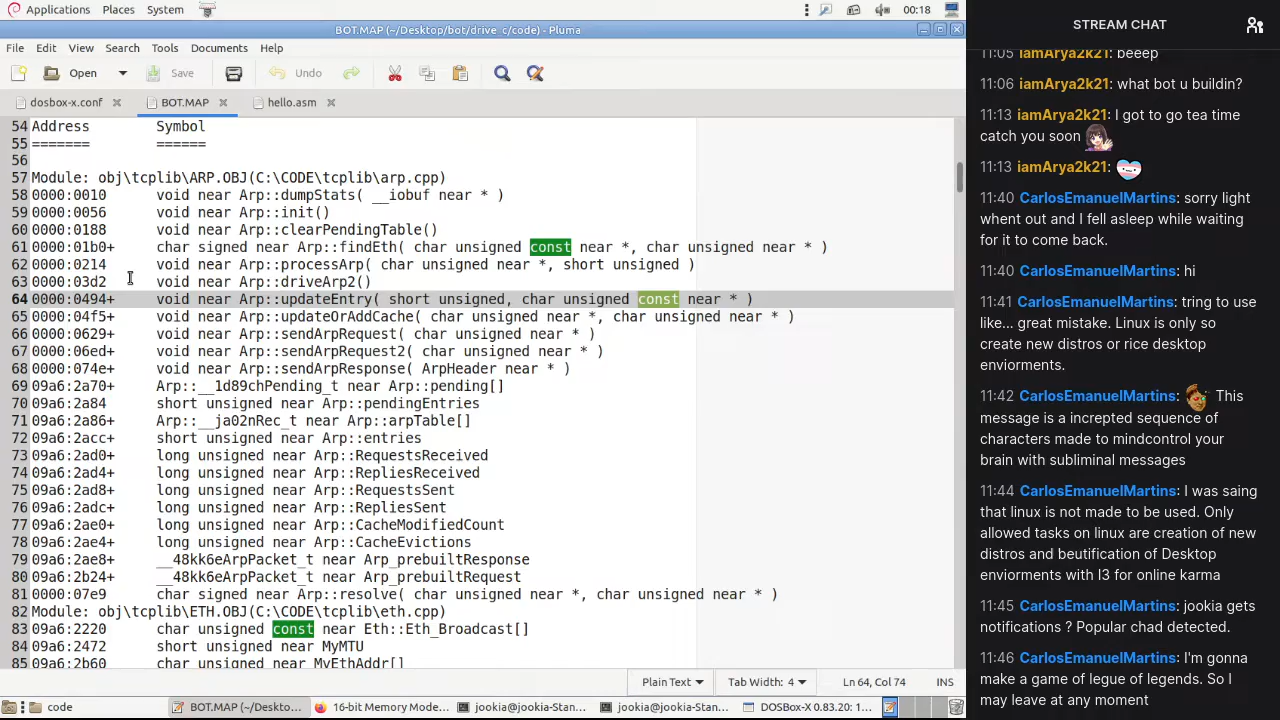 Applications Places System 00:18
BOT.MAP (~/Desktop/bot/drive_c/code) - Pluma
File Edit View Search Tools Documents Help
Open Save Undo
dosbox-x.conf BOT.MAP hello.asm
54 Address Symbol
55 ======= ======
56
57 Module: obj\tcplib\ARP.OBJ(C:\CODE\tcplib\arp.cpp)
58 0000:0010 void near Arp::dumpStats( __iobuf near * )
59 0000:0056 void near Arp::init()
60 0000:0188 void near Arp::clearPendingTable()
61 0000:01b0+ char signed near Arp::findEth( char unsigned const near *, char unsigned near * )
62 0000:0214 void near Arp::processArp( char unsigned near *, short unsigned )
63 0000:03d2 void near Arp::driveArp2()
64 0000:0494+ void near Arp::updateEntry( short unsigned, char unsigned const near * )
65 0000:04f5+ void near Arp::updateOrAddCache( char unsigned near *, char unsigned near * )
66 0000:0629+ void near Arp::sendArpRequest( char unsigned near * )
67 0000:06ed+ void near Arp::sendArpRequest2( char unsigned near * )
68 0000:074e+ void near Arp::sendArpResponse( ArpHeader near * )
69 09a6:2a70+ Arp::__1d89chPending_t near Arp::pending[]
70 09a6:2a84 short unsigned near Arp::pendingEntries
71 09a6:2a86+ Arp::__ja02nRec_t near Arp::arpTable[]
72 09a6:2acc+ short unsigned near Arp::entries
73 09a6:2ad0+ long unsigned near Arp::RequestsReceived
74 09a6:2ad4+ long unsigned near Arp::RepliesReceived
75 09a6:2ad8+ long unsigned near Arp::RequestsSent
76 09a6:2adc+ long unsigned near Arp::RepliesSent
77 09a6:2ae0+ long unsigned near Arp::CacheModifiedCount
78 09a6:2ae4+ long unsigned near Arp::CacheEvictions
79 09a6:2ae8+ __48kk6eArpPacket_t near Arp_prebuiltResponse
80 09a6:2b24+ __48kk6eArpPacket_t near Arp_prebuiltRequest
81 0000:07e9 char signed near Arp::resolve( char unsigned near *, char unsigned near * )
82 Module: obj\tcplib\ETH.OBJ(C:\CODE\tcplib\eth.cpp)
83 09a6:2220 char unsigned const near Eth::Eth_Broadcast[]
84 09a6:2472 short unsigned near MyMTU
85 09a6:2b60 char unsigned near MyEthAddr[]
Plain Text Tab Width: 4 Ln 64, Col 74 INS
code BOT.MAP (~/Deskto... 16-bit Memory Mode... jookia@jookia-Stan... jookia@jookia-Stan... DOSBox-X 0.83.20: 1...
STREAM CHAT
11:05 iamArya2k21: beeep
11:06 iamArya2k21: what bot u buildin?
11:13 iamArya2k21: I got to go tea time
catch you soon
11:13 iamArya2k21:
11:40 CarlosEmanuelMartins: sorry light
whent out and I fell asleep while waiting
for it to come back.
11:40 CarlosEmanuelMartins: hi
11:41 CarlosEmanuelMartins: tring to use
like... great mistake. Linux is only so
create new distros or rice desktop
enviorments.
11:42 CarlosEmanuelMartins: This
message is a increpted sequence of
characters made to mindcontrol your
brain with subliminal messages
11:44 CarlosEmanuelMartins: I was saing
that linux is not made to be used. Only
allowed tasks on linux are creation of new
distros and beutification of Desktop
enviorments with I3 for online karma
11:45 CarlosEmanuelMartins: jookia gets
notifications ? Popular chad detected.
11:46 CarlosEmanuelMartins: I'm gonna
make a game of legue of legends. So I
may leave at any moment